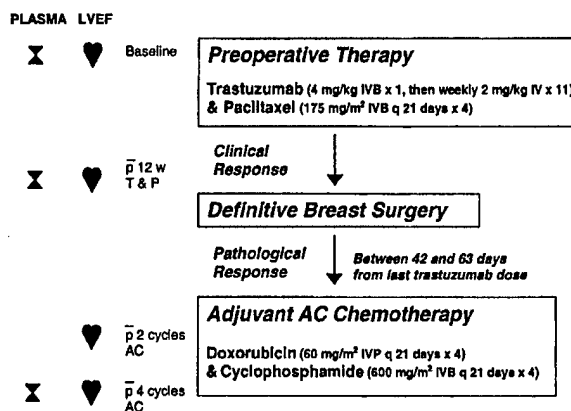 PLASMA LVEF
Baseline
Preoperative Therapy
Trastuzumab (4 mg/kg IVB x 1, then weekly 2 mg/kg IV x 11)
& Paclitaxel (175 mg/m² IVB q 21 days x 4)
Clinical
Response
p̅ 12 w
T & P
Definitive Breast Surgery
Pathological
Response
Between 42 and 63 days
from last trastuzumab dose
Adjuvant AC Chemotherapy
p̅ 2 cycles
AC
Doxorubicin (60 mg/m² IVP q 21 days x 4)
& Cyclophosphamide (600 mg/m² IVB q 21 days x 4)
p̅ 4 cycles
AC